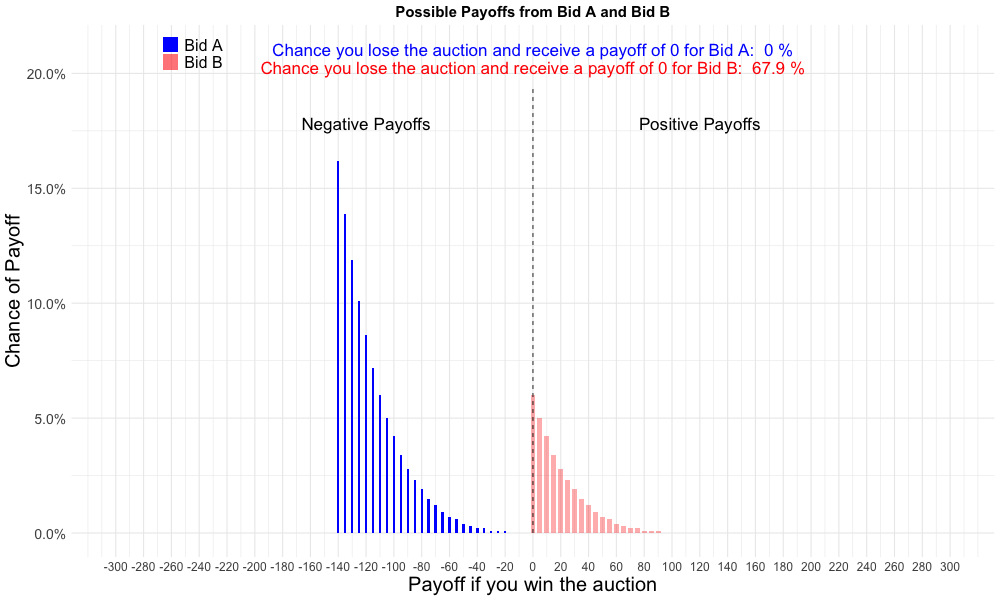 Possible Payoffs from Bid A and Bid B
Bid A
Bid B
Chance you lose the auction and receive a payoff of 0 for Bid A:  0 %
Chance you lose the auction and receive a payoff of 0 for Bid B:  67.9 %
Negative Payoffs
Positive Payoffs
Chance of Payoff
20.0%
15.0%
10.0%
5.0%
0.0%
-300 -280 -260 -240 -220 -200 -180 -160 -140 -120 -100 -80 -60 -40 -20 0 20 40 60 80 100 120 140 160 180 200 220 240 260 280 300
Payoff if you win the auction